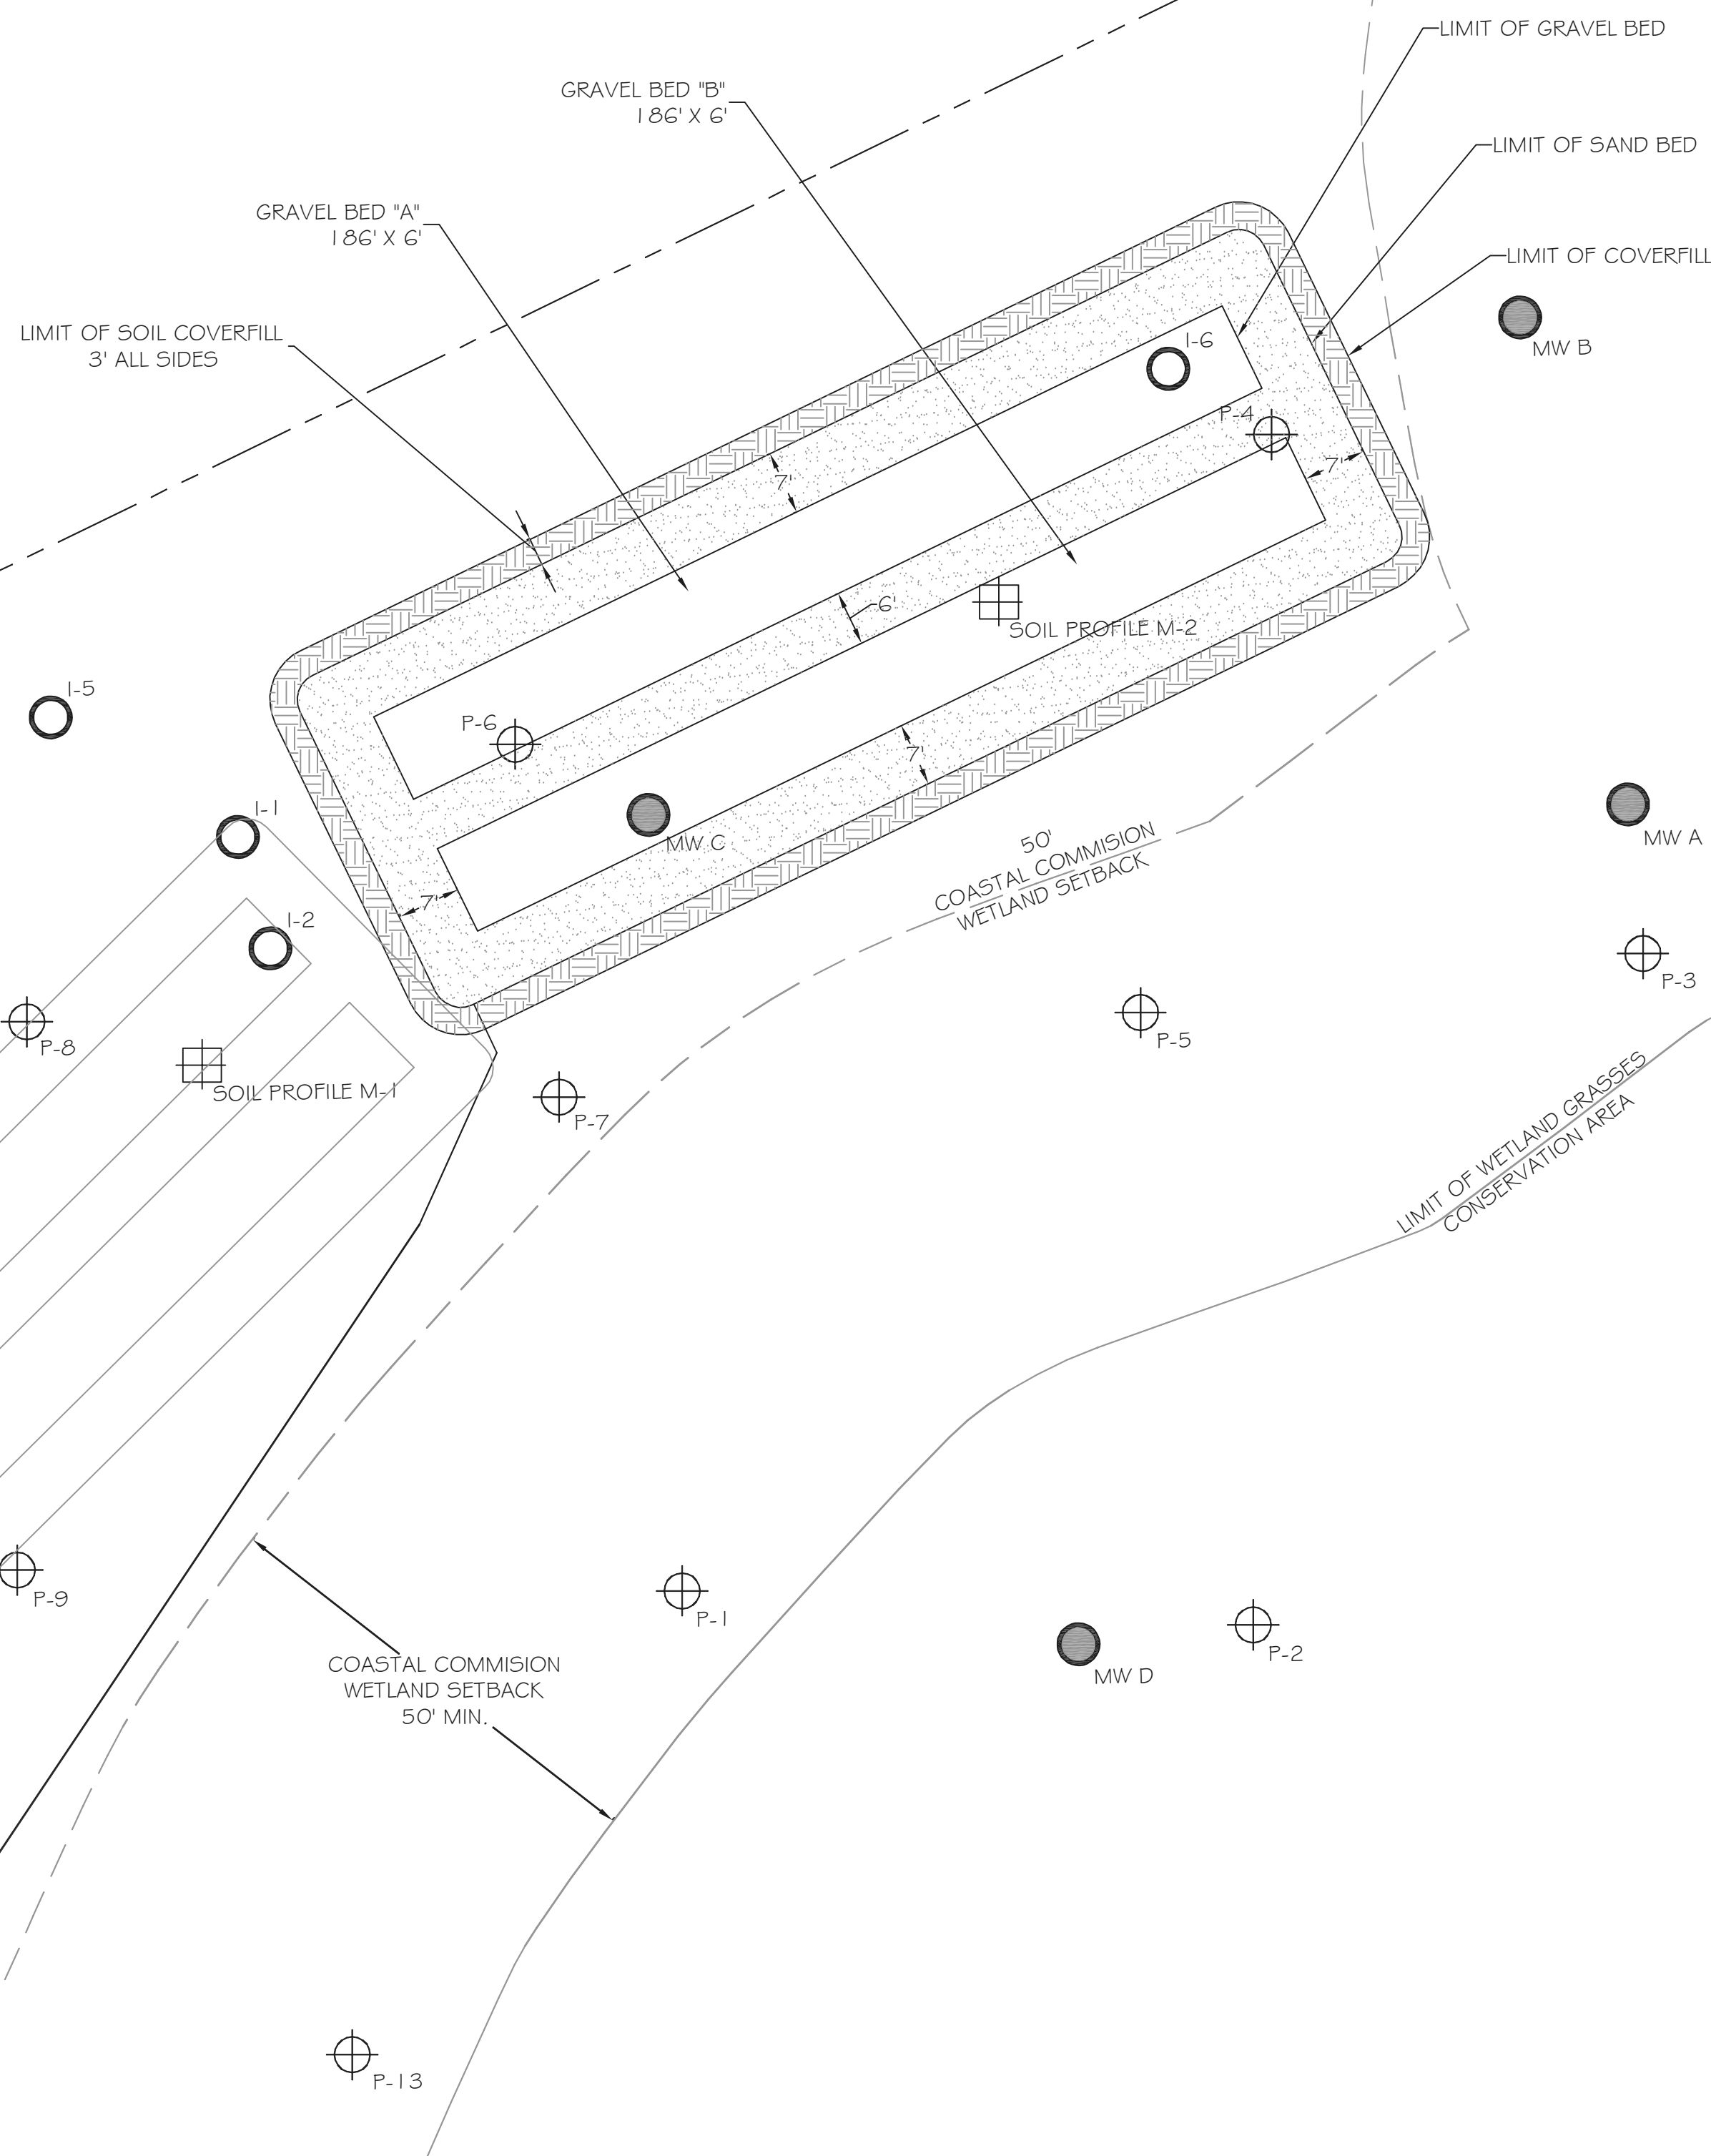 LIMIT OF GRAVEL BED
GRAVEL BED "B"
186' X 6'
LIMIT OF SAND BED
GRAVEL BED "A"
186' X 6'
LIMIT OF COVERFILL
LIMIT OF SOIL COVERFILL
3' ALL SIDES
I-6
MW B
P-4
7'
7'
6'
SOIL PROFILE M-2
I-5
P-6
I-1
MW C
7'
MW A
50'
COASTAL COMMISION
WETLAND SETBACK
7'
I-2
P-3
P-8
P-5
SOIL PROFILE M-1
P-7
LIMIT OF WETLAND GRASSES
CONSERVATION AREA
P-9
P-1
P-2
COASTAL COMMISION
WETLAND SETBACK
50' MIN.
MW D
P-13